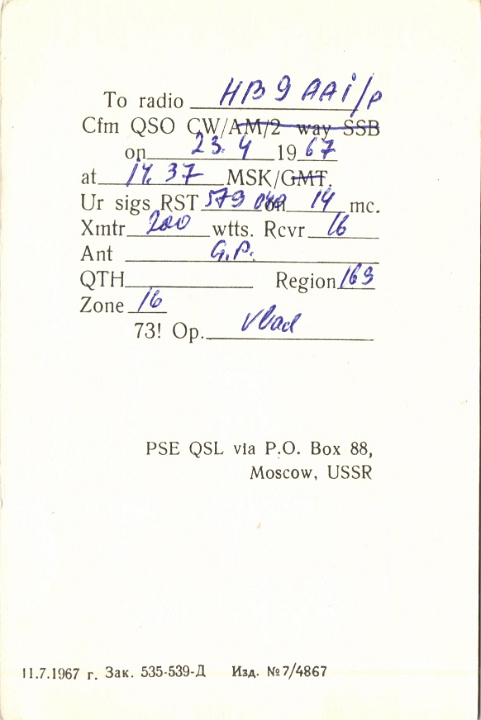 To radio HB9AAI/p
Cfm QSO CW/AM/2 way SSB
on 23. 4 1967
at 14. 37 MSK/GMT.
Ur sigs RST 579 on 14 mc.
Xmtr 200 wtts. Rcvr 16
Ant G.P.
QTH Region 169
Zone 16
73! Op. Vlad
PSE QSL via P.O. Box 88,
Moscow, USSR
11.7.1967 г. Зак. 535-539-Д Изд. №7/4867